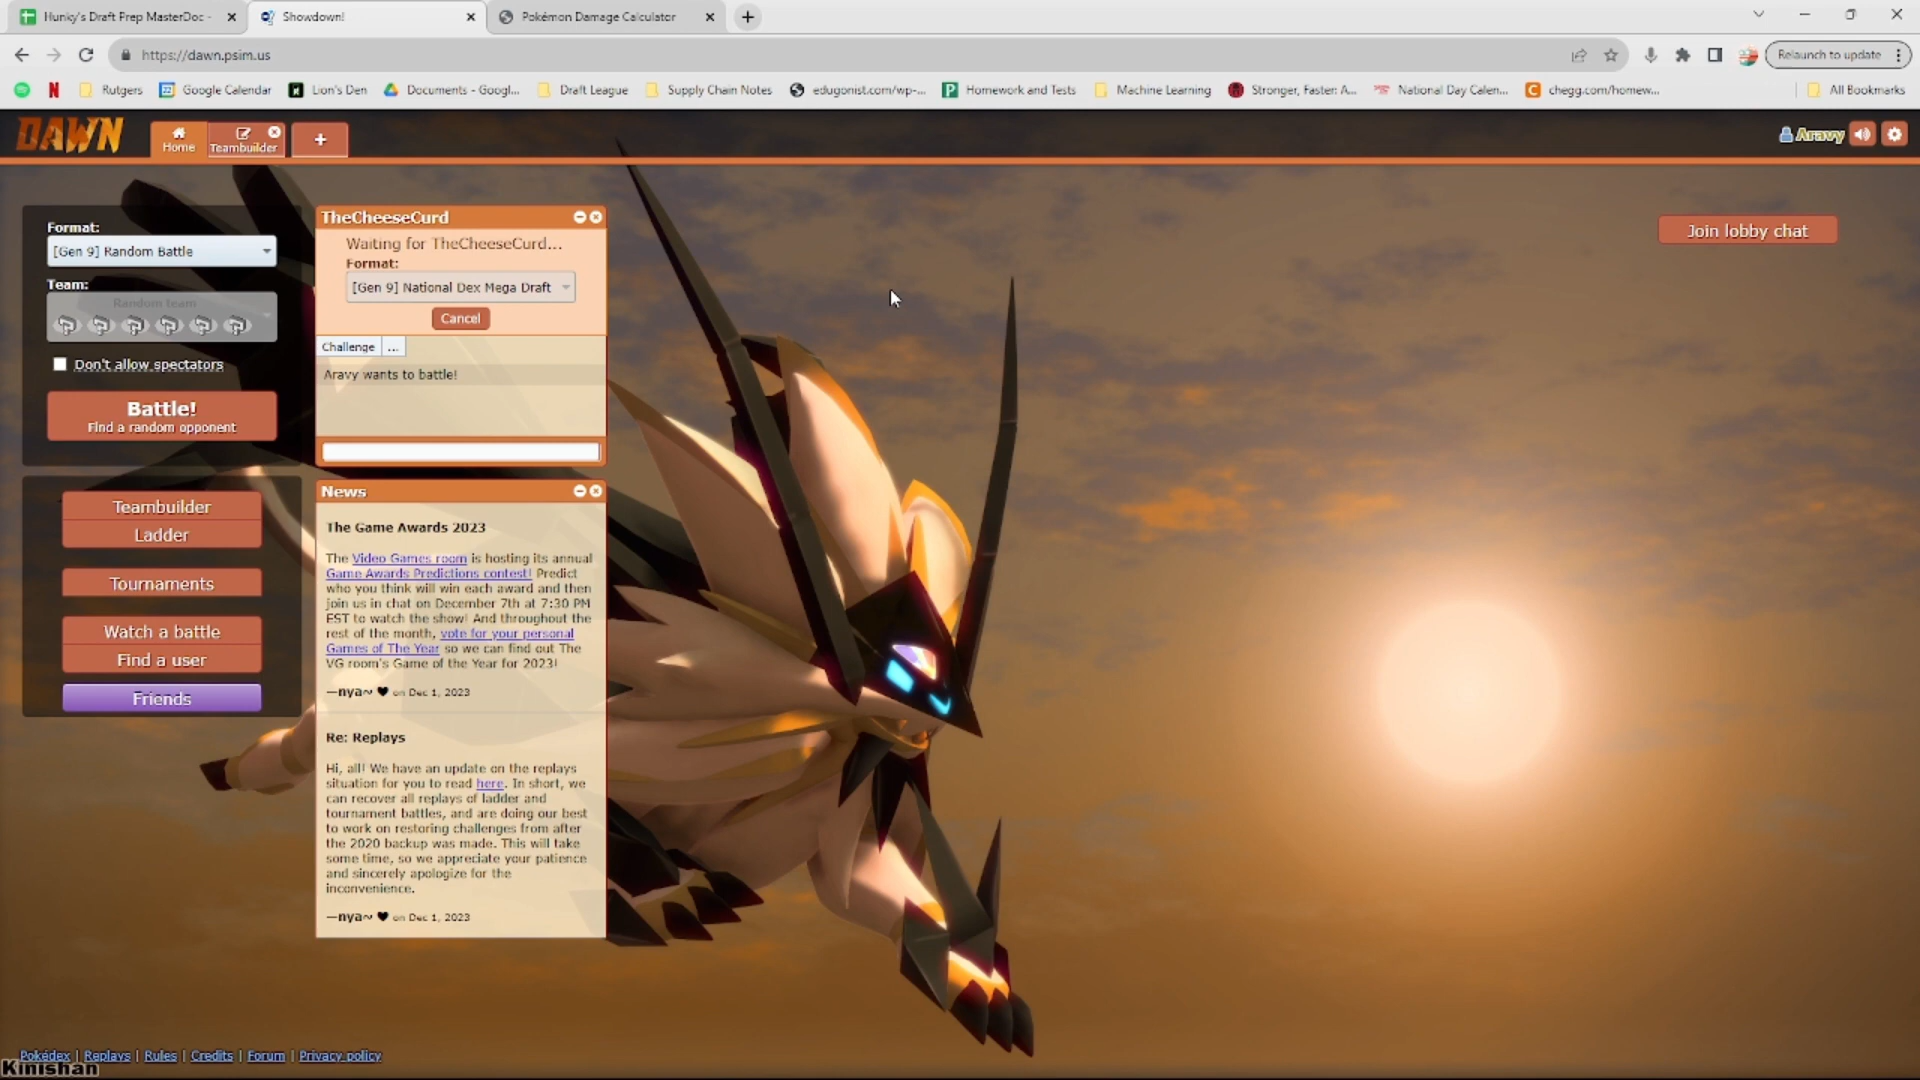 Hunky's Draft Prep MasterDoc -
Showdown!
Pokémon Damage Calculator
https://dawn.psim.us
Relaunch to update
Rutgers
Google Calendar
Lion's Den
Documents - Googl...
Draft League
Supply Chain Notes
edugonist.com/wp-...
Homework and Tests
Machine Learning
Stronger, Faster: A...
National Day Calen...
chegg.com/homew...
All Bookmarks
DAWN
Home
Teambuilder
Aravy
Format:
[Gen 9] Random Battle
Team:
Random team
Don't allow spectators
Battle!
Find a random opponent
Teambuilder
Ladder
Tournaments
Watch a battle
Find a user
Friends
TheCheeseCurd
Waiting for TheCheeseCurd...
Format:
[Gen 9] National Dex Mega Draft
Cancel
Challenge ...
Aravy wants to battle!
News
The Game Awards 2023
The Video Games room is hosting its annual
Game Awards Predictions contest! Predict
who you think will win each award and then
join us in chat on December 7th at 7:30 PM
EST to watch the show! And throughout the
rest of the month, vote for your personal
Games of The Year so we can find out The
VG room's Game of the Year for 2023!
—nya~ ♥ on Dec 1, 2023
Re: Replays
Hi, all! We have an update on the replays
situation for you to read here. In short, we
can recover all replays of ladder and
tournament battles, and are doing our best
to work on restoring challenges from after
the 2020 backup was made. This will take
some time, so we appreciate your patience
and sincerely apologize for the
inconvenience.
—nya~ ♥ on Dec 1, 2023
Join lobby chat
Pokédex | Replays | Rules | Credits | Forum | Privacy policy
Kinishan